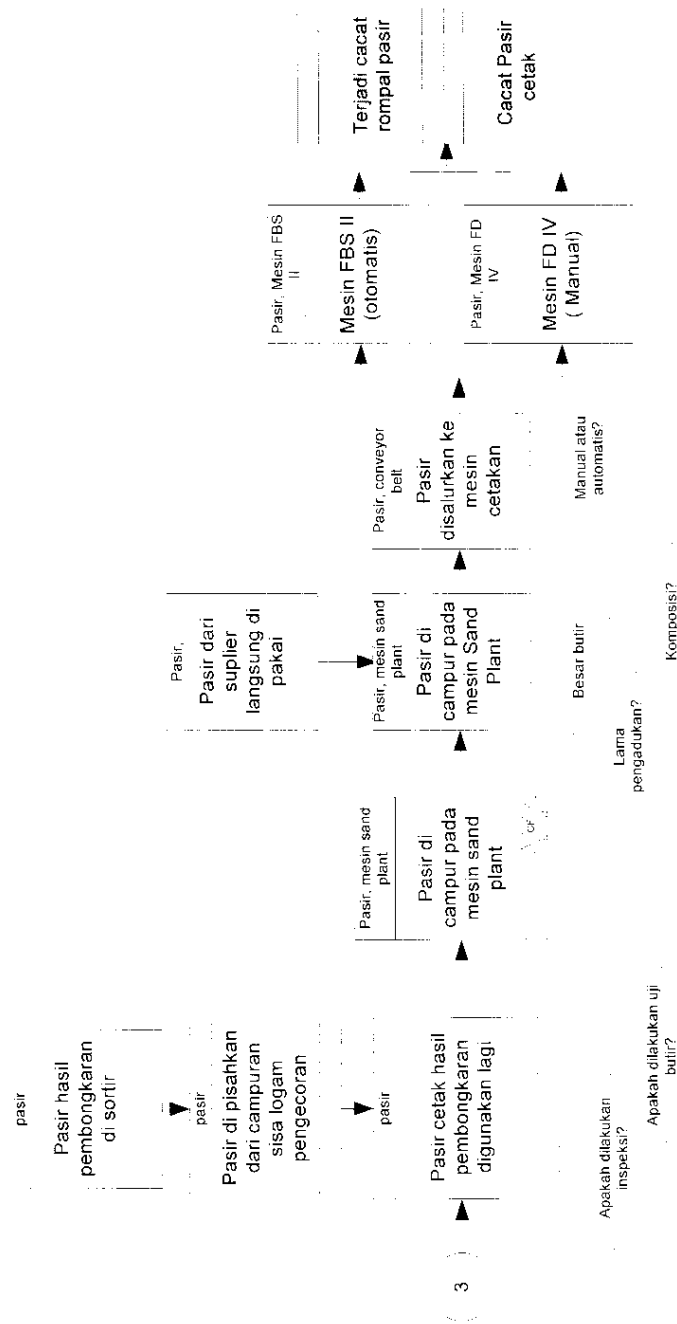 pasir
Pasir hasil
pembongkaran
di sortir
pasir
Pasir di pisahkan
dari campuran
sisa logam
pengecoran
3
pasir
Pasir cetak hasil
pembongkaran
digunakan lagi
Apakah dilakukan
inspeksi?
Apakah dilakukan uji
butir?
Pasir, mesin sand
plant
Pasir di
campur pada
mesin sand
plant
Pasir,
Pasir dari
suplier
langsung di
pakai
Pasir, mesin sand
plant
Pasir di
campur pada
mesin Sand
Plant
Besar butir
Lama
pengadukan?
Komposisi?
Pasir, conveyor
belt
Pasir
disalurkan ke
mesin
cetakan
Manual atau
automatis?
Pasir, Mesin FBS
II
Mesin FBS II
(otomatis)
Pasir, Mesin FD
IV
Mesin FD IV
( Manual)
Terjadi cacat
rompal pasir
Cacat Pasir
cetak